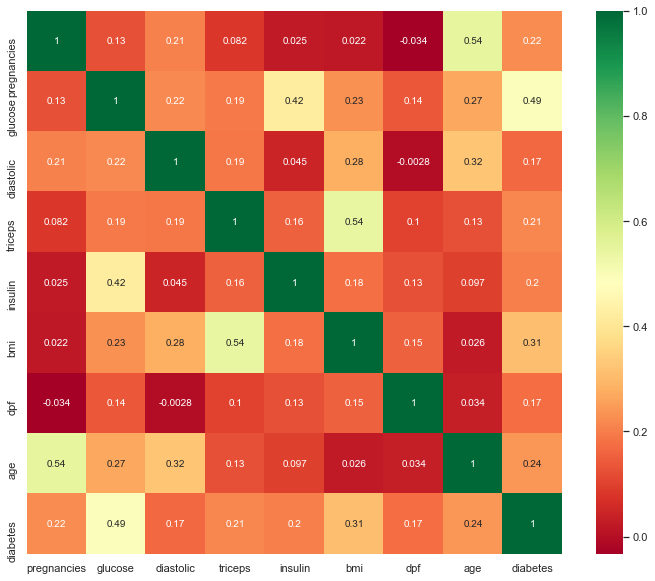 pregnancies 1 0.13 0.21 0.082 0.025 0.022 -0.034 0.54 0.22
glucose 0.13 1 0.22 0.19 0.42 0.23 0.14 0.27 0.49
diastolic 0.21 0.22 1 0.19 0.045 0.28 -0.0028 0.32 0.17
triceps 0.082 0.19 0.19 1 0.16 0.54 0.1 0.13 0.21
insulin 0.025 0.42 0.045 0.16 1 0.18 0.13 0.097 0.2
bmi 0.022 0.23 0.28 0.54 0.18 1 0.15 0.026 0.31
dpf -0.034 0.14 -0.0028 0.1 0.13 0.15 1 0.034 0.17
age 0.54 0.27 0.32 0.13 0.097 0.026 0.034 1 0.24
diabetes 0.22 0.49 0.17 0.21 0.2 0.31 0.17 0.24 1
pregnancies glucose diastolic triceps insulin bmi dpf age diabetes
1.0
0.8
0.6
0.4
0.2
0.0